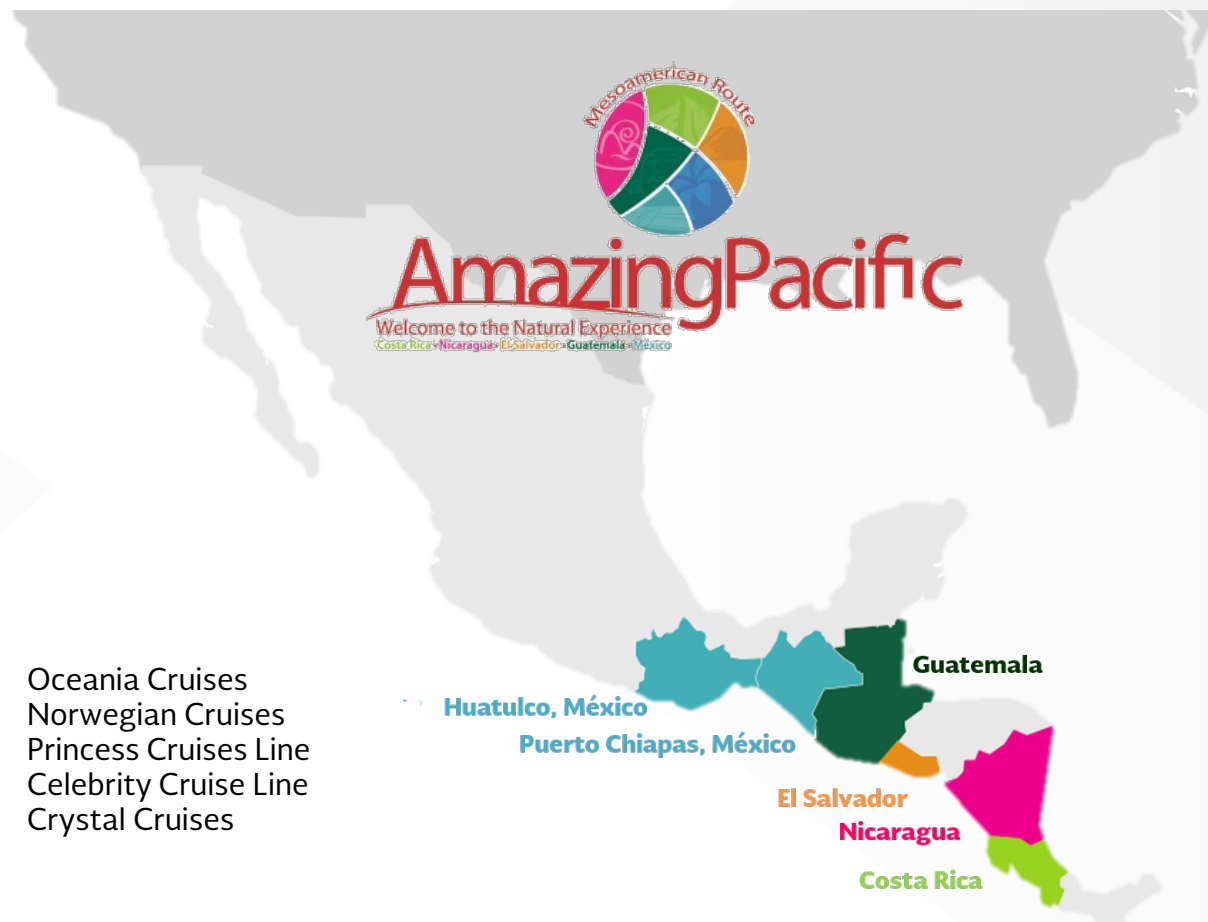 Mesoamerican Route
AmazingPacific
Welcome to the Natural Experience
Costa Rica • Nicaragua • El Salvador • Guatemala • México
Guatemala
Huatulco, México
Puerto Chiapas, México
El Salvador
Nicaragua
Costa Rica
Oceania Cruises
Norwegian Cruises
Princess Cruises Line
Celebrity Cruise Line
Crystal Cruises